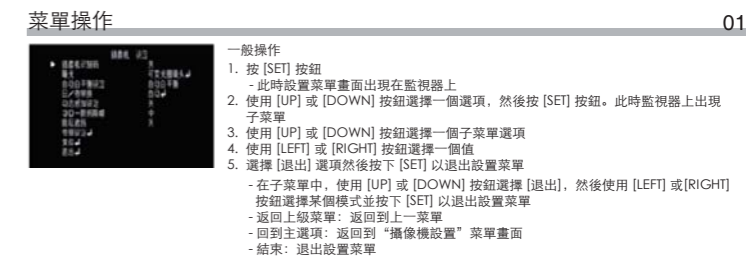 菜單操作
01
一般操作
1. 按 [SET] 按鈕
- 此時設置菜單畫面出現在監視器上
2. 使用 [UP] 或 [DOWN] 按鈕選擇一個選項，然後按 [SET] 按鈕。此時監視器上出現
子菜單
3. 使用 [UP] 或 [DOWN] 按鈕選擇一個子菜單選項
4. 使用 [LEFT] 或 [RIGHT] 按鈕選擇一個值
5. 選擇 [退出] 選項然後按下 [SET] 以退出設置菜單
- 在子菜單中，使用 [UP] 或 [DOWN] 按鈕選擇 [退出]，然後使用 [LEFT] 或[RIGHT]
按鈕選擇某個模式並按下 [SET] 以退出設置菜單
- 返回上級菜單：返回到上一菜單
- 回到主選項：返回到“攝像機設置”菜單畫面
- 結束：退出設置菜單